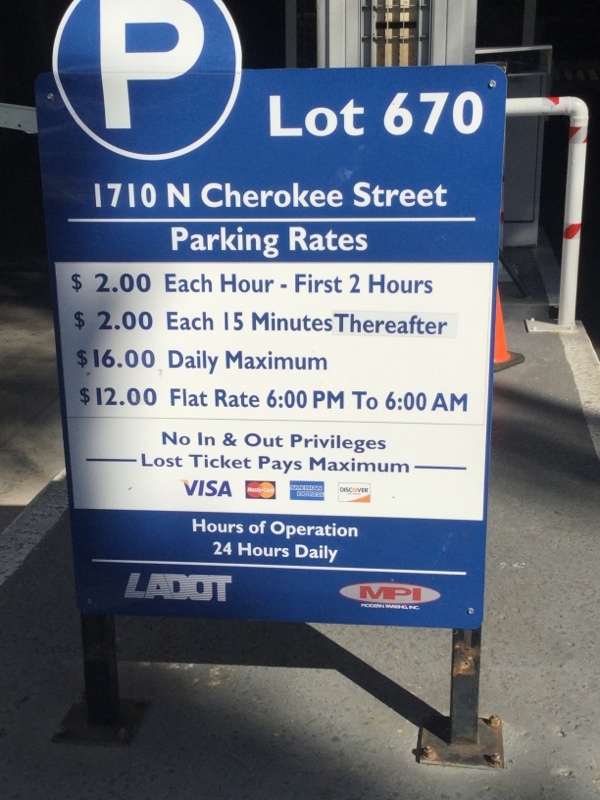 P
Lot 670
1710 N Cherokee Street
Parking Rates
$ 2.00 Each Hour - First 2 Hours
$ 2.00 Each 15 Minutes Thereafter
$16.00 Daily Maximum
$12.00 Flat Rate 6:00 PM To 6:00 AM
No In & Out Privileges
Lost Ticket Pays Maximum
VISA MasterCard AMERICAN EXPRESS DISCOVER
Hours of Operation
24 Hours Daily
LADOT MPI
MODERN PARKING, INC.